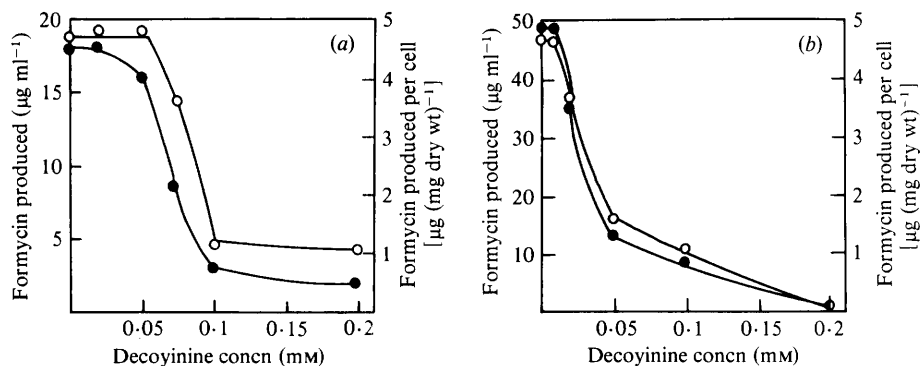 (a)
Formycin produced (μg ml⁻¹)
20
15
10
5
5
4
3
2
1
Formycin produced per cell
[μg (mg dry wt)⁻¹]
0·05
0·1
0·15
0·2
Decoyinine concn (mM)
(b)
Formycin produced (μg ml⁻¹)
50
40
30
20
10
5
4
3
2
1
Formycin produced per cell
[μg (mg dry wt)⁻¹]
0·05
0·1
0·15
0·2
Decoyinine concn (mM)